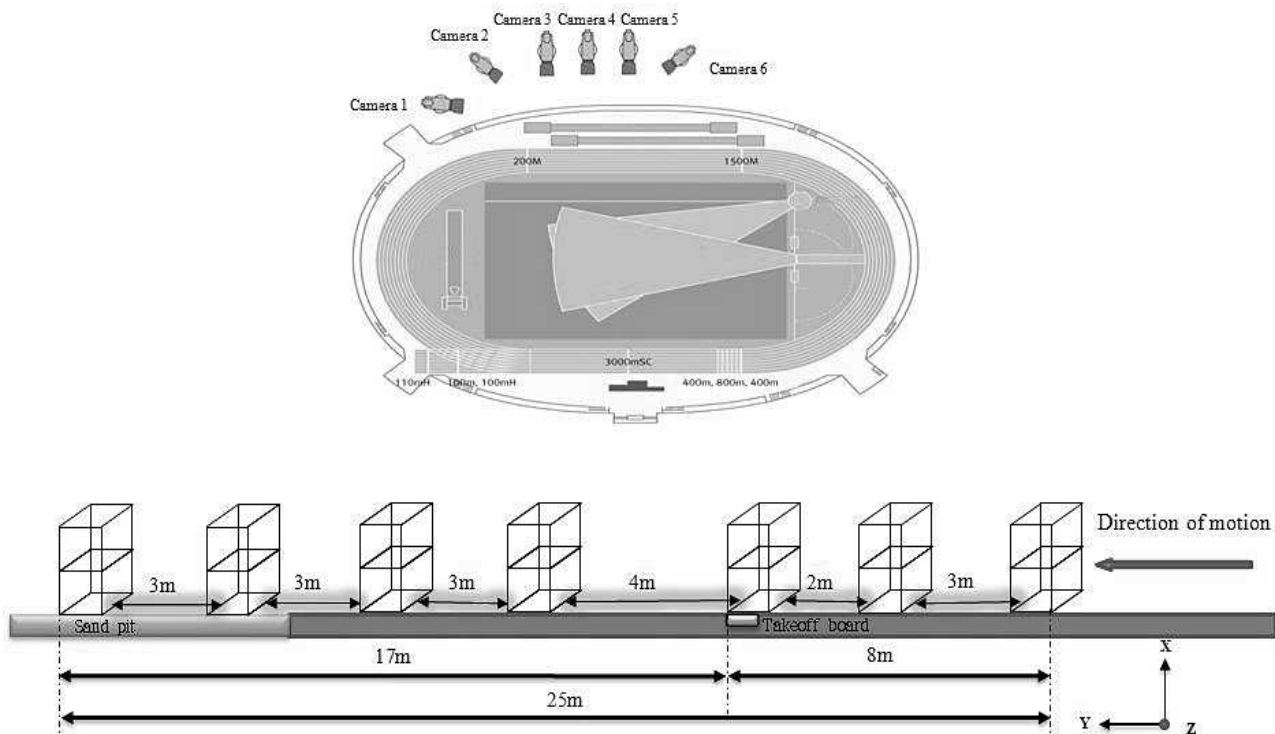 Camera 3 Camera 4 Camera 5
Camera 2
Camera 6
Camera 1
200M 1500M
3000mSC
110mH 100m, 100mH 400m, 800m, 400m
Direction of motion
3m 3m 3m 4m 2m 3m
Sand pit Takeoff board
17m 8m
25m
X
Y Z